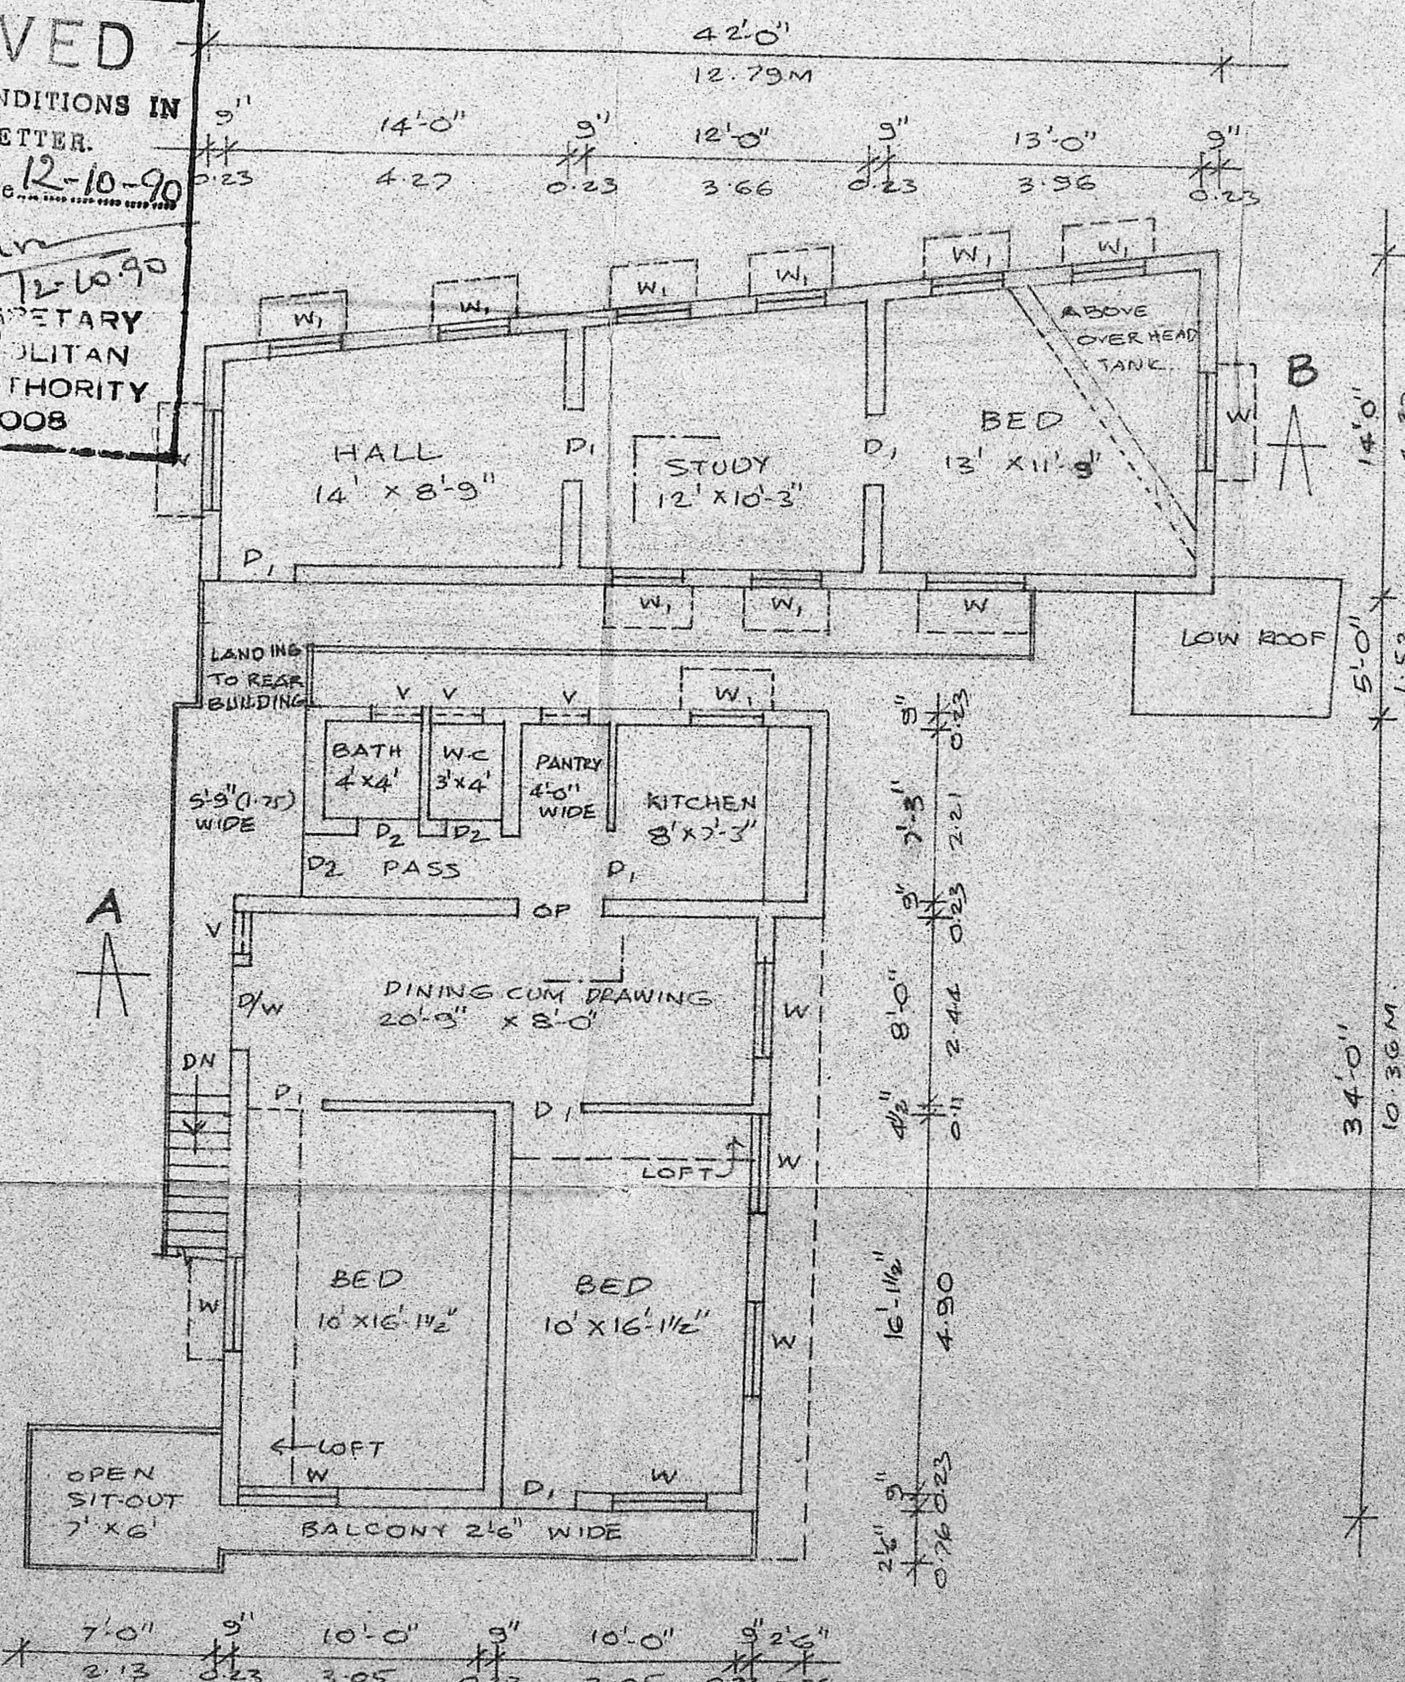 VED
NDITIONS IN
ETTER.
12-10-90
12-10-90
ETARY
OLITAN
THORITY
008
42'-0"
12.79M
9" 14'-0" 9" 12'-0" 9" 13'-0" 9"
0.23 4.27 0.23 3.66 0.23 3.96 0.23
W1 W1 W1 W1 W1 W1
ABOVE
OVER HEAD
TANK
B
W
W
HALL
14' x 8'-9"
D1
STUDY
12' x 10'-3"
D1
BED
13' x 11'-9"
14'-0"
D1
W1 W1 W
LOW ROOF
5'-0"
LANDING
TO REAR
BUILDING
V V V W1
BATH
4'x4'
W.C
3'x4'
PANTRY
4'-0"
WIDE
KITCHEN
8'x7'-3"
5'-9"(1.75)
WIDE
D2 D2
D2 PASS D1
9" 0.23
7'-3" 2.21
9" 0.23
A
V
OP
D/W
DINING CUM DRAWING
20'-9" x 8'-0"
W
8'-0" 2.44
DN
D1 D1
4½" 0.11
34'-0"
10.36M.
LOFT
W
BED
10'x16'-1½"
BED
10'x16'-1½"
W
W
16'-1½" 4.90
LOFT
W
D1
W
9" 0.23
OPEN
SIT-OUT
7'x6'
BALCONY 2'6" WIDE
2'6" 0.76
7'-0" 9" 10'-0" 9" 10'-0" 9" 2'6"
2.13 0.23 3.05